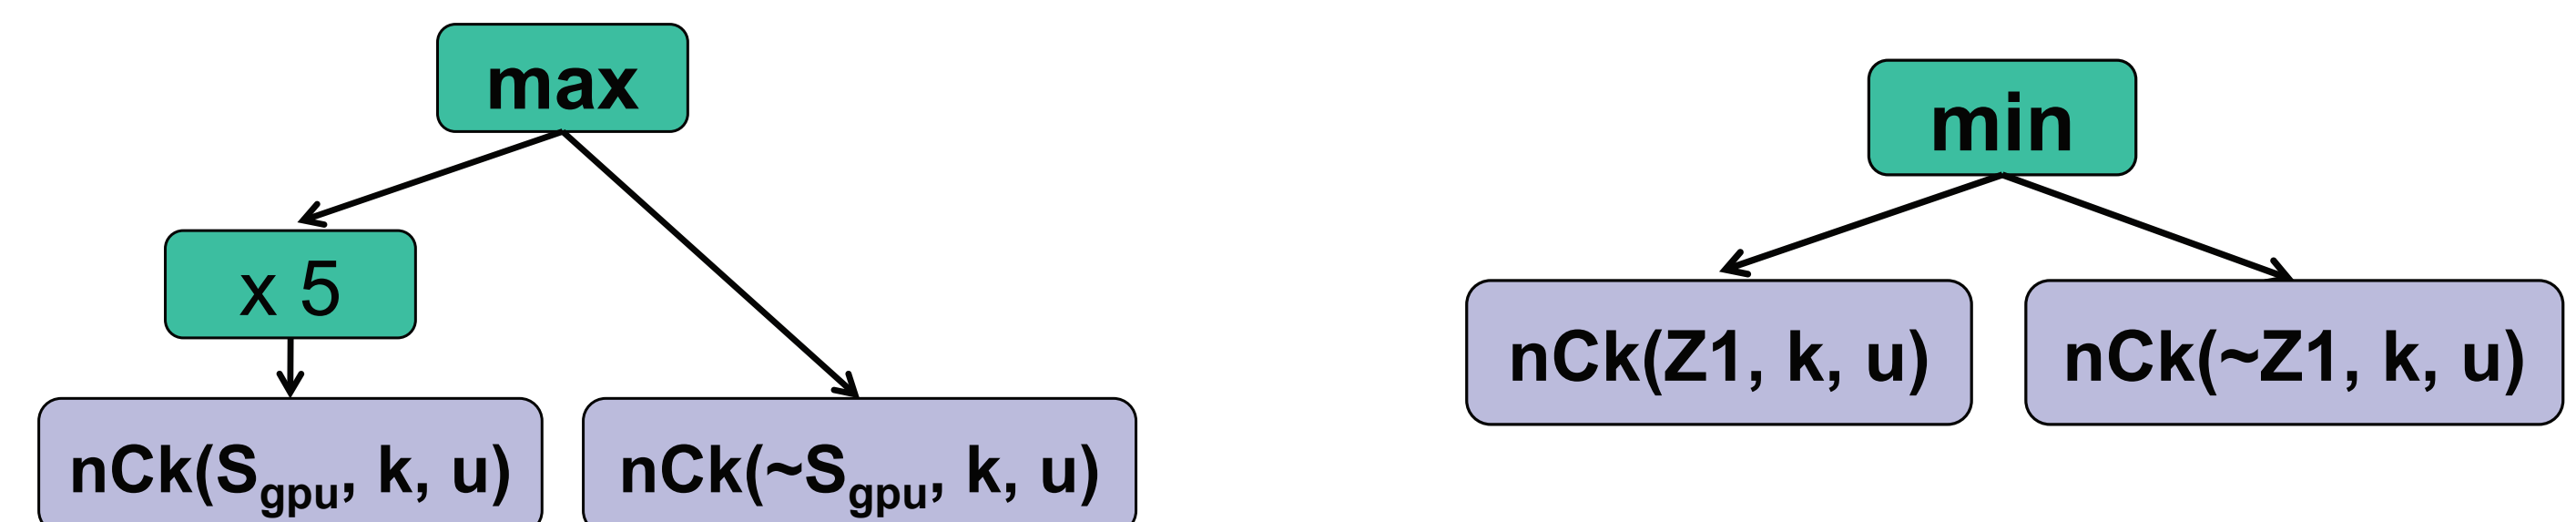 max
min
x 5
nCk(Z1, k, u)
nCk(~Z1, k, u)
nCk(Sgpu, k, u)
nCk(~Sgpu, k, u)